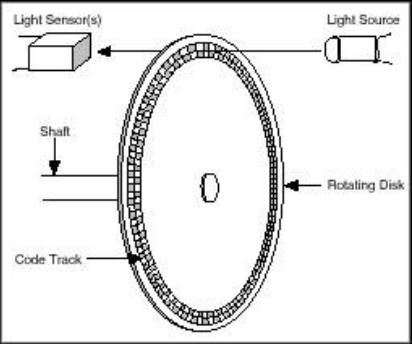 Light Sensor(s)
Light Source
Shaft
Rotating Disk
Code Track